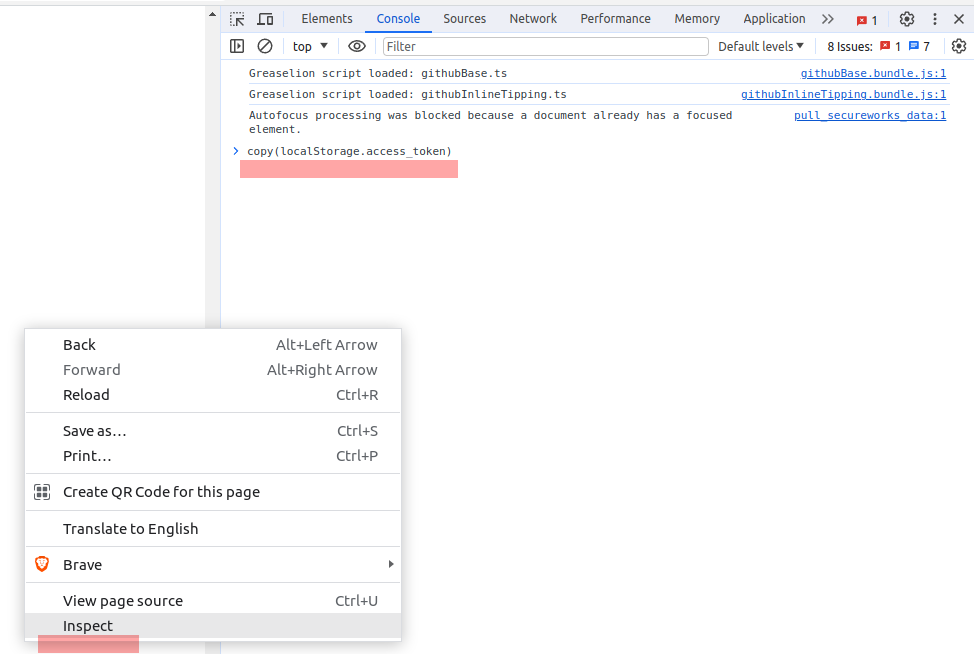 Elements Console Sources Network Performance Memory Application 1
top Filter Default levels 8 Issues: 1 7
Greaselion script loaded: githubBase.ts githubBase.bundle.js:1
Greaselion script loaded: githubInlineTipping.ts githubInlineTipping.bundle.js:1
Autofocus processing was blocked because a document already has a focused pull_secureworks_data:1
element.
> copy(localStorage.access_token)
Back Alt+Left Arrow
Forward Alt+Right Arrow
Reload Ctrl+R
Save as… Ctrl+S
Print… Ctrl+P
Create QR Code for this page
Translate to English
Brave
View page source Ctrl+U
Inspect